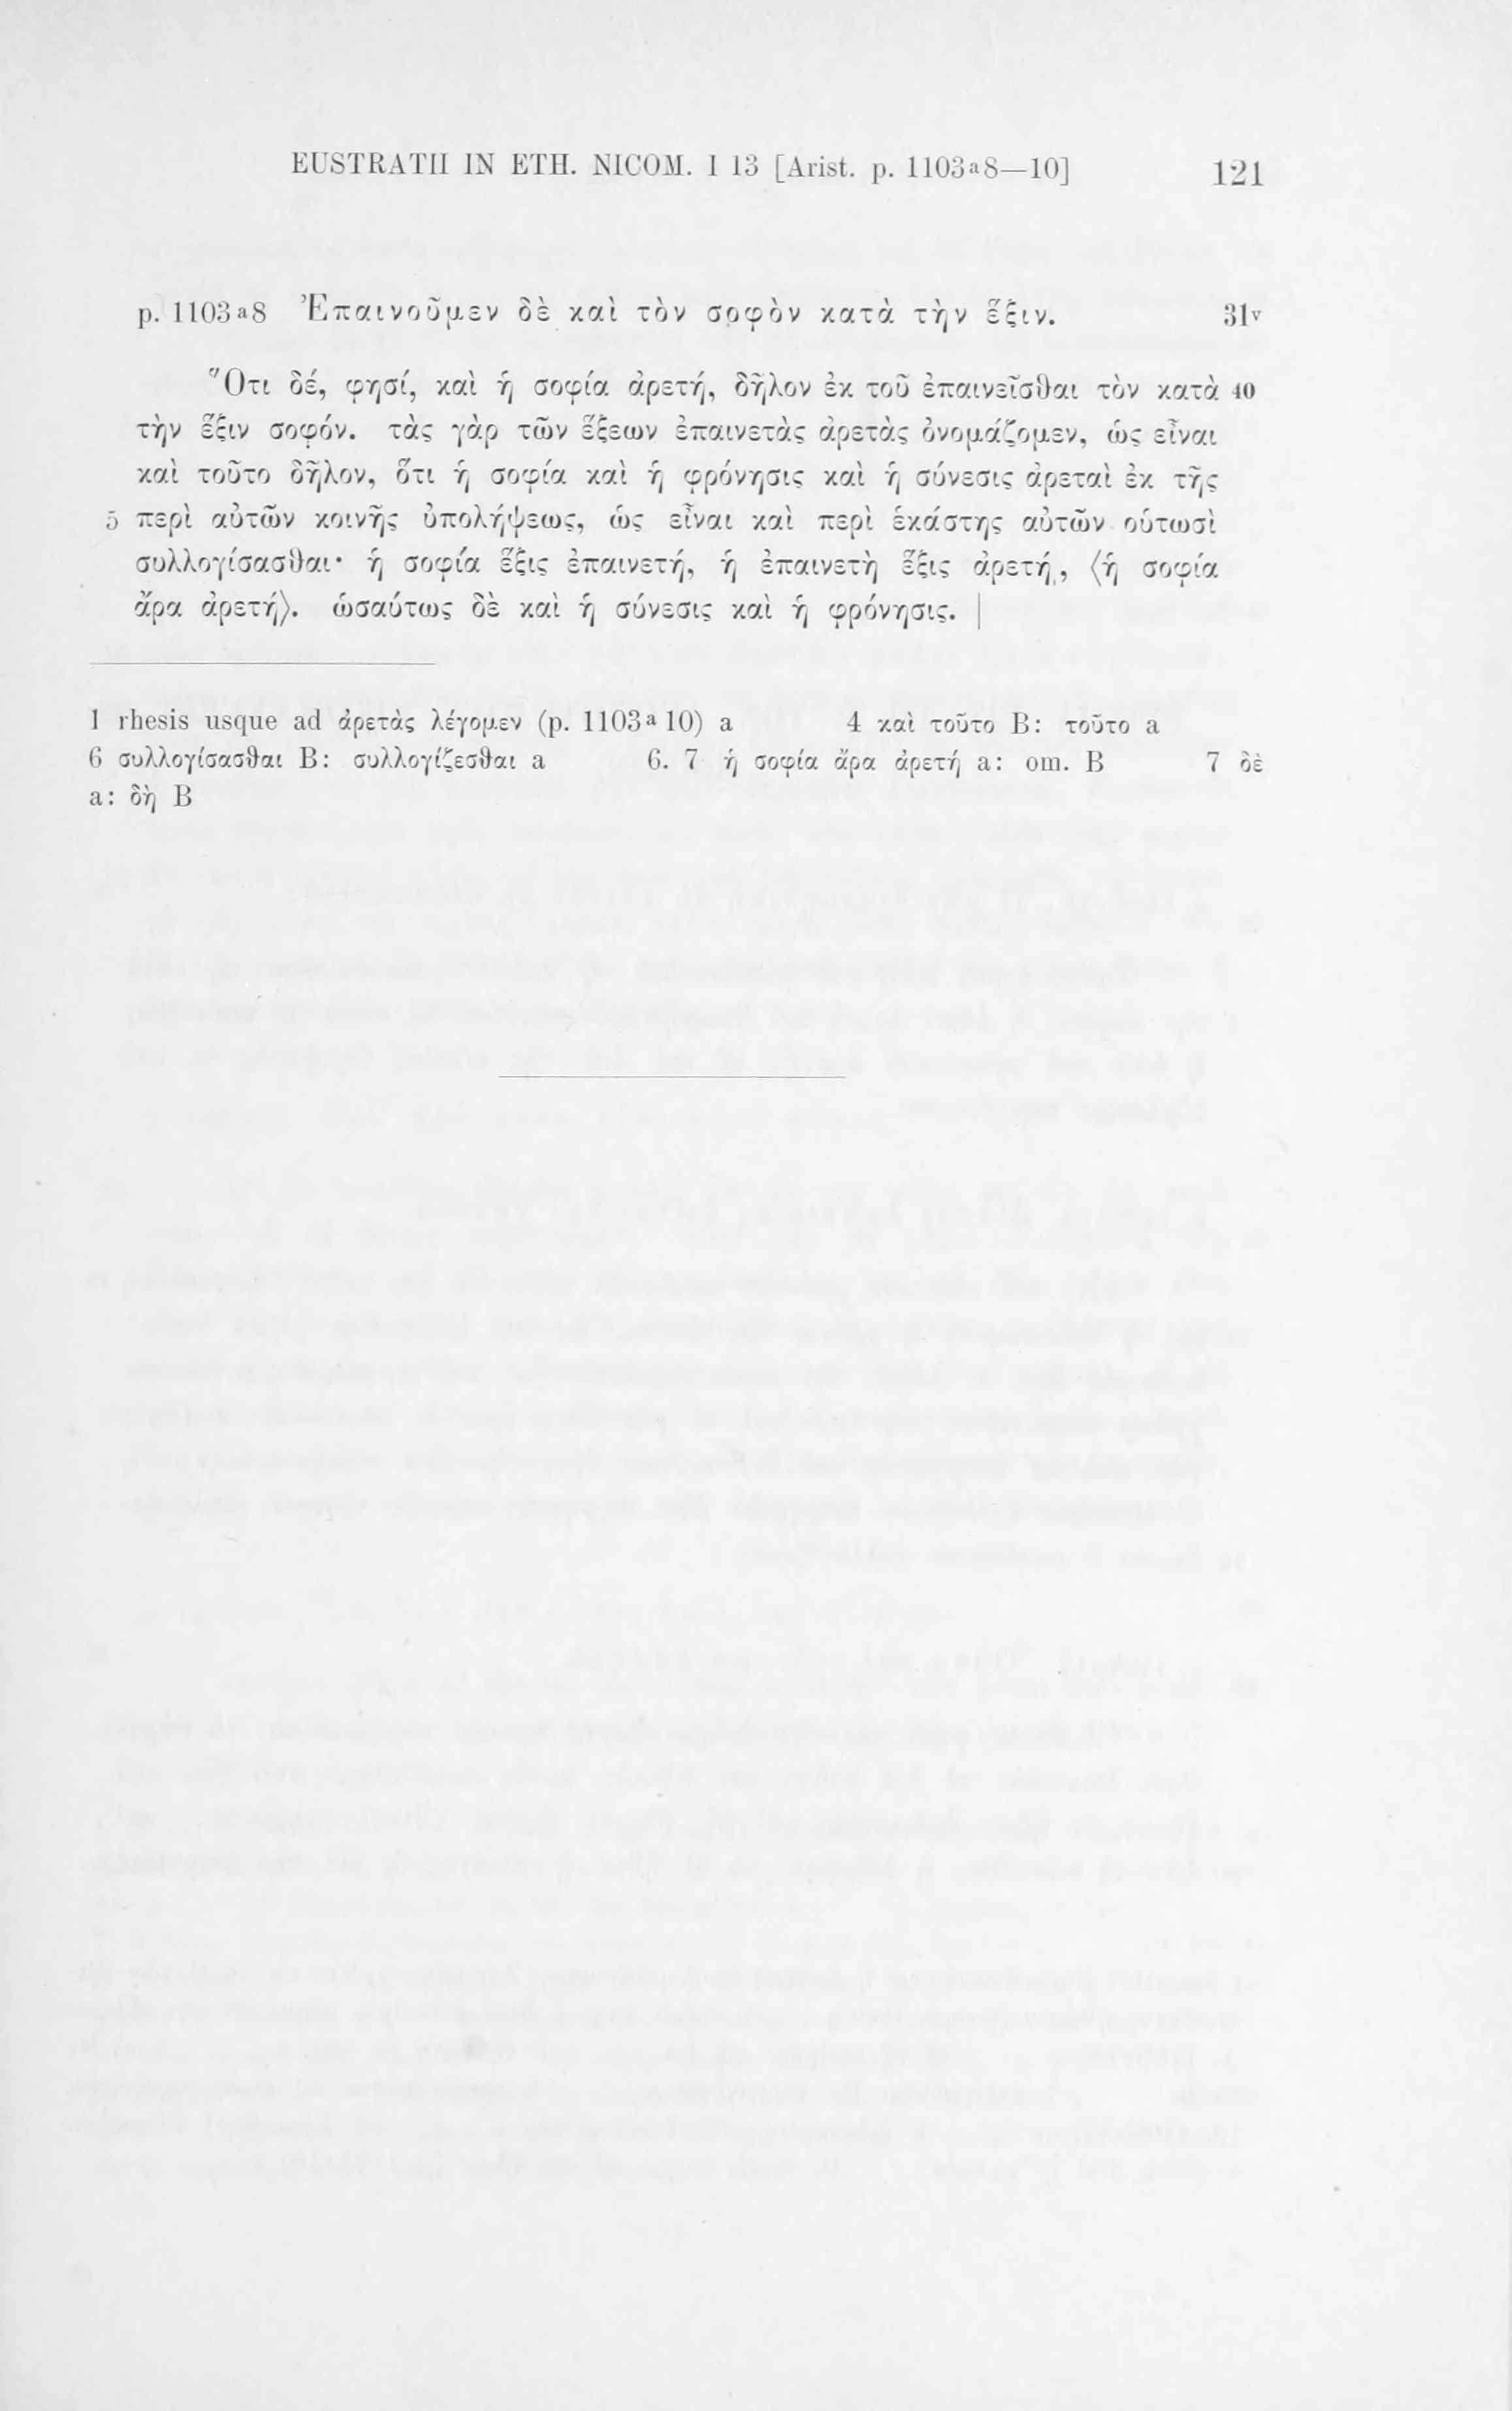 EUSTRATII IN ETH. NICOM. I 13 [Arist. p. 1103a8—10] 121
p. 1103a8 Ἐπαινοῦμεν δὲ καὶ τὸν σοφὸν κατὰ τὴν ἕξιν. 31v
Ὅτι δέ, φησί, καὶ ἡ σοφία ἀρετή, δῆλον ἐκ τοῦ ἐπαινεῖσθαι τὸν κατὰ 40
τὴν ἕξιν σοφόν. τὰς γὰρ τῶν ἕξεων ἐπαινετὰς ἀρετὰς ὀνομάζομεν, ὡς εἶναι
καὶ τοῦτο δῆλον, ὅτι ἡ σοφία καὶ ἡ φρόνησις καὶ ἡ σύνεσις ἀρεταὶ ἐκ τῆς
5 περὶ αὐτῶν κοινῆς ὑπολήψεως, ὡς εἶναι καὶ περὶ ἑκάστης αὐτῶν οὑτωσὶ
συλλογίσασθαι· ἡ σοφία ἕξις ἐπαινετή, ἡ ἐπαινετὴ ἕξις ἀρετή, ⟨ἡ σοφία
ἄρα ἀρετή⟩. ὡσαύτως δὲ καὶ ἡ σύνεσις καὶ ἡ φρόνησις. |
1 rhesis usque ad ἀρετὰς λέγομεν (p. 1103a10) a 4 καὶ τοῦτο B: τοῦτο a
6 συλλογίσασθαι B: συλλογίζεσθαι a 6. 7 ἡ σοφία ἄρα ἀρετή a: om. B 7 δὲ
a: δὴ B